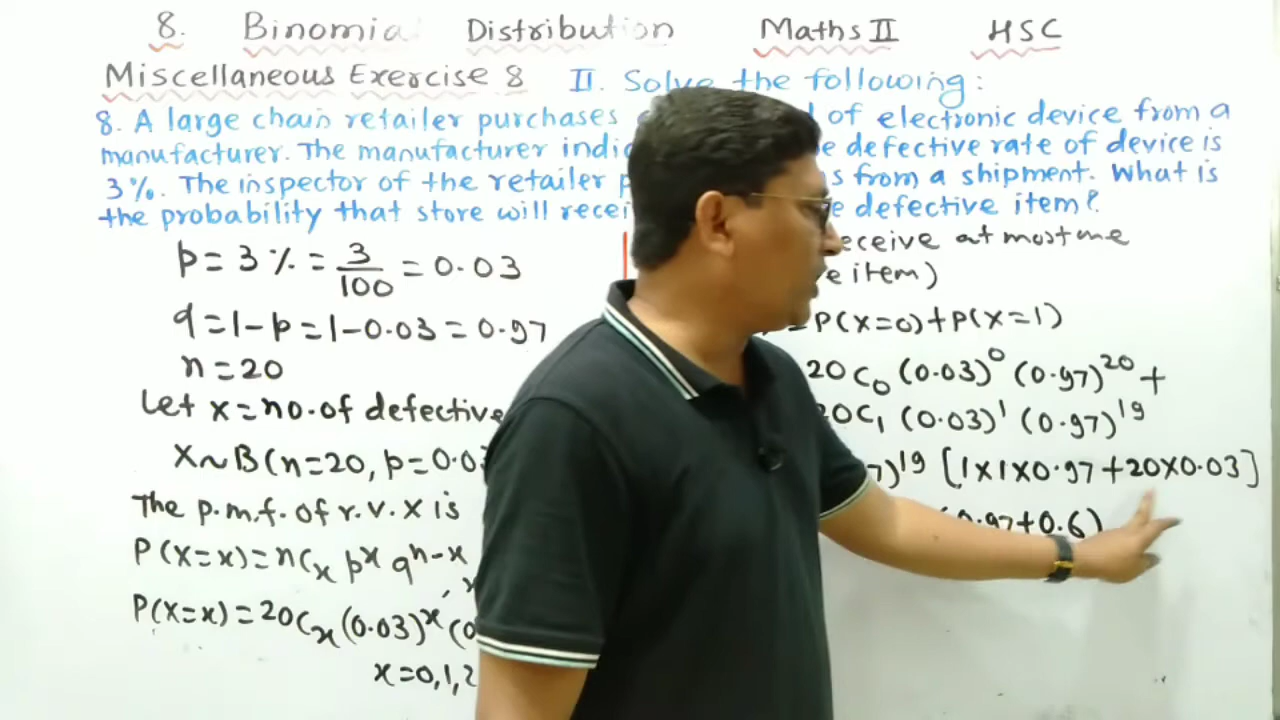 8. Binomial Distribution Maths II HSC
Miscellaneous Exercise 8 II. Solve the following:
8. A large chain retailer purchases of electronic device from a
manufacturer. The manufacturer indi e defective rate of device is
3%. The inspector of the retailer p s from a shipment. What is
the probability that store will recei e defective item?
p = 3% = 3/100 = 0.03
q = 1-p = 1-0.03 = 0.97
n = 20
Let x = no. of defective
X~B(n=20, p=0.03
The p.m.f. of r.v. X is
P(X=x) = nCx p^x q^n-x
P(X=x) = 20Cx (0.03)^x (0
x = 0,1,2
eceive at most one
e item)
= P(X=0) + P(X=1)
20C0 (0.03)^0 (0.97)^20 +
20C1 (0.03)^1 (0.97)^19
7)^19 [1×1×0.97+20×0.03]
(0.97+0.6)